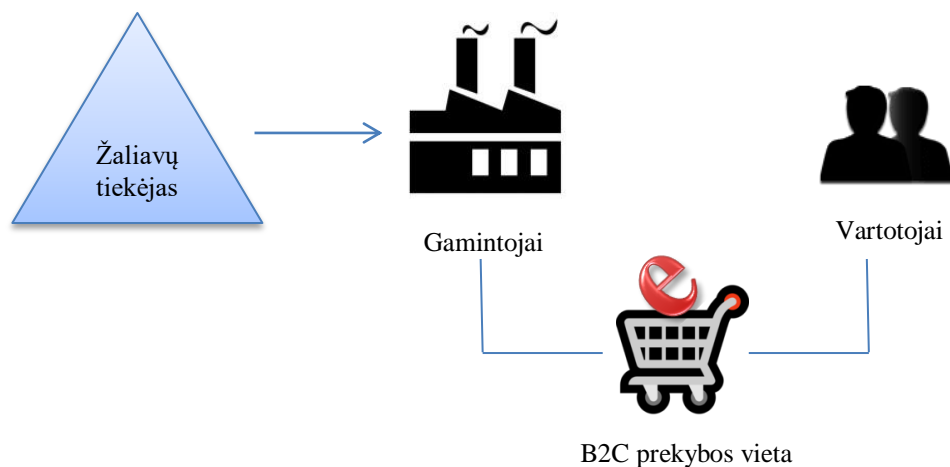 Žaliavų
tiekėjas
Gamintojai
Vartotojai
e
B2C prekybos vieta